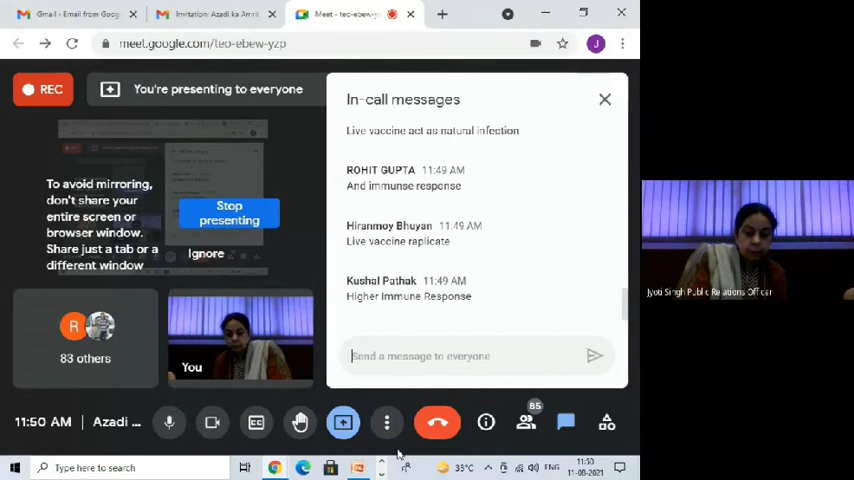 Gmail - Email from Goog
Invitation: Azadi ka Amrit
Meet - teo-ebew-yz
meet.google.com/teo-ebew-yzp
J
REC
You're presenting to everyone
To avoid mroring,
don't share your
entire screen or
browser window.
Share just a tab or a
different window
Stop
presenting
Ignore
R
83 others
You
In-call messages
Live vaccine act as natural infection
ROHIT GUPTA 11:49 AM
And immunse response
Hiranmoy Bhuyan 11:49 AM
Live vaccine raplicate
Kushal Pathak 11:49 AM
Higher Immune Response
Send a message to everyone
11:50 AM | Azadi ...
85
Type here to search
33°C
ENG
11:50
11-08-2021
Jyoti Singh Public Relations Officer